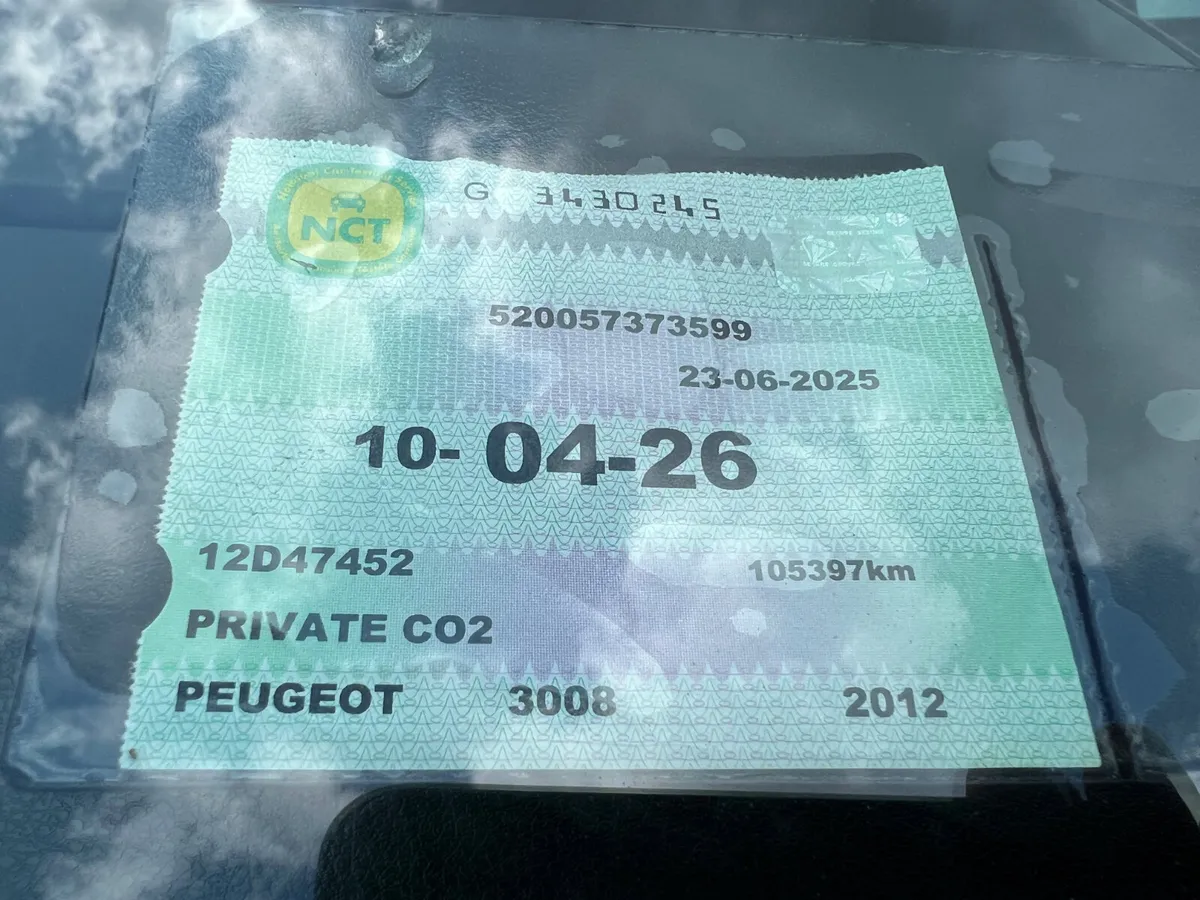 NCT
G 3430245
520057373599
23-06-2025
10-04-26
12D47452 105397km
PRIVATE CO2
PEUGEOT 3008 2012